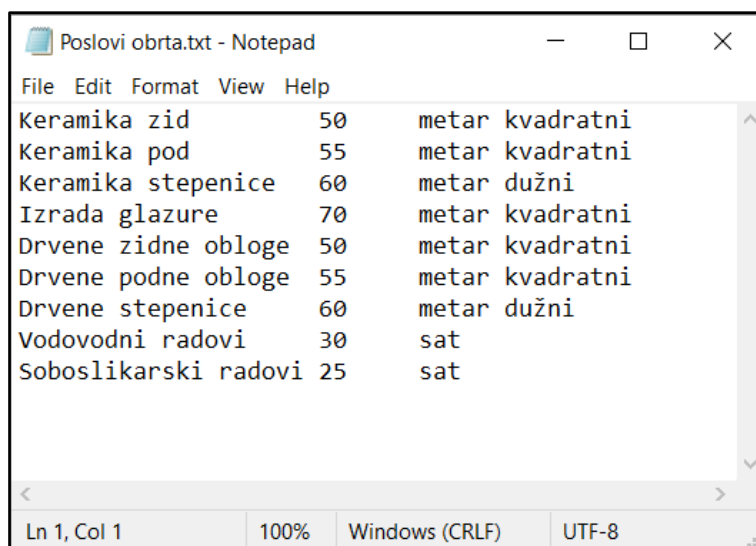 Poslovi obrta.txt - Notepad
File Edit Format View Help
Keramika zid 50 metar kvadratni
Keramika pod 55 metar kvadratni
Keramika stepenice 60 metar dužni
Izrada glazure 70 metar kvadratni
Drvene zidne obloge 50 metar kvadratni
Drvene podne obloge 55 metar kvadratni
Drvene stepenice 60 metar dužni
Vodovodni radovi 30 sat
Soboslikarski radovi 25 sat
Ln 1, Col 1 100% Windows (CRLF) UTF-8